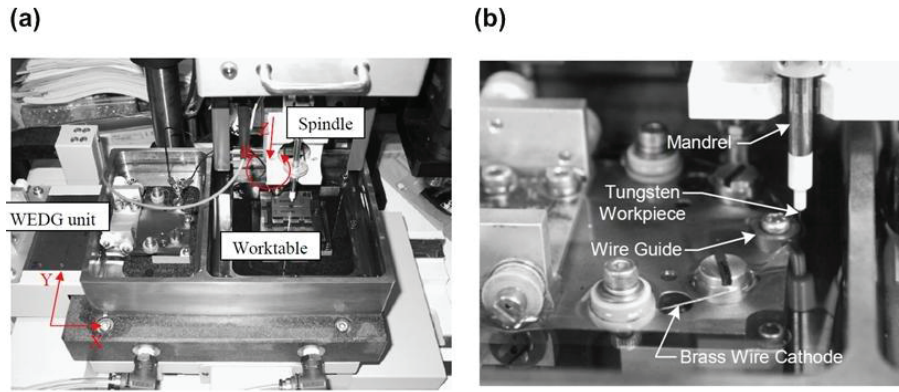 (a)
(b)
Spindle
Z
WEDG unit
Worktable
Y
X
Mandrel
Tungsten
Workpiece
Wire Guide
Brass Wire Cathode